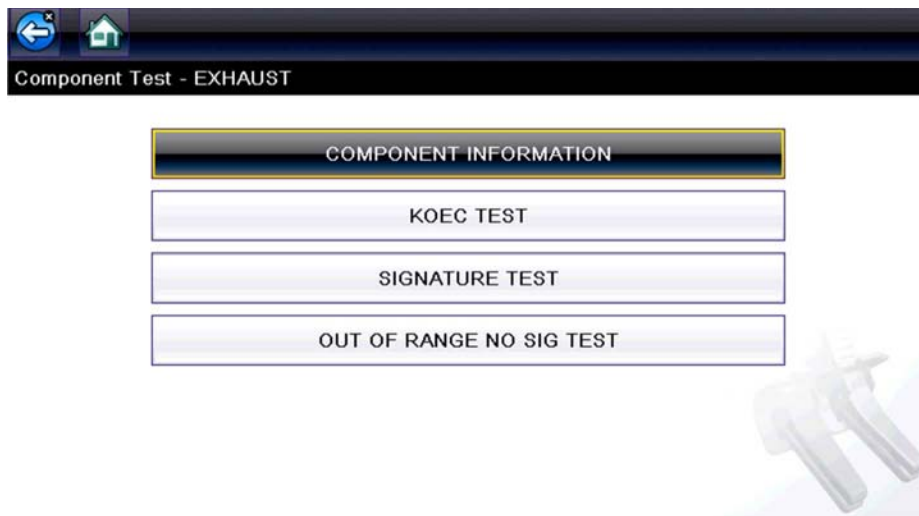 Component Test - EXHAUST
COMPONENT INFORMATION
KOEC TEST
SIGNATURE TEST
OUT OF RANGE NO SIG TEST